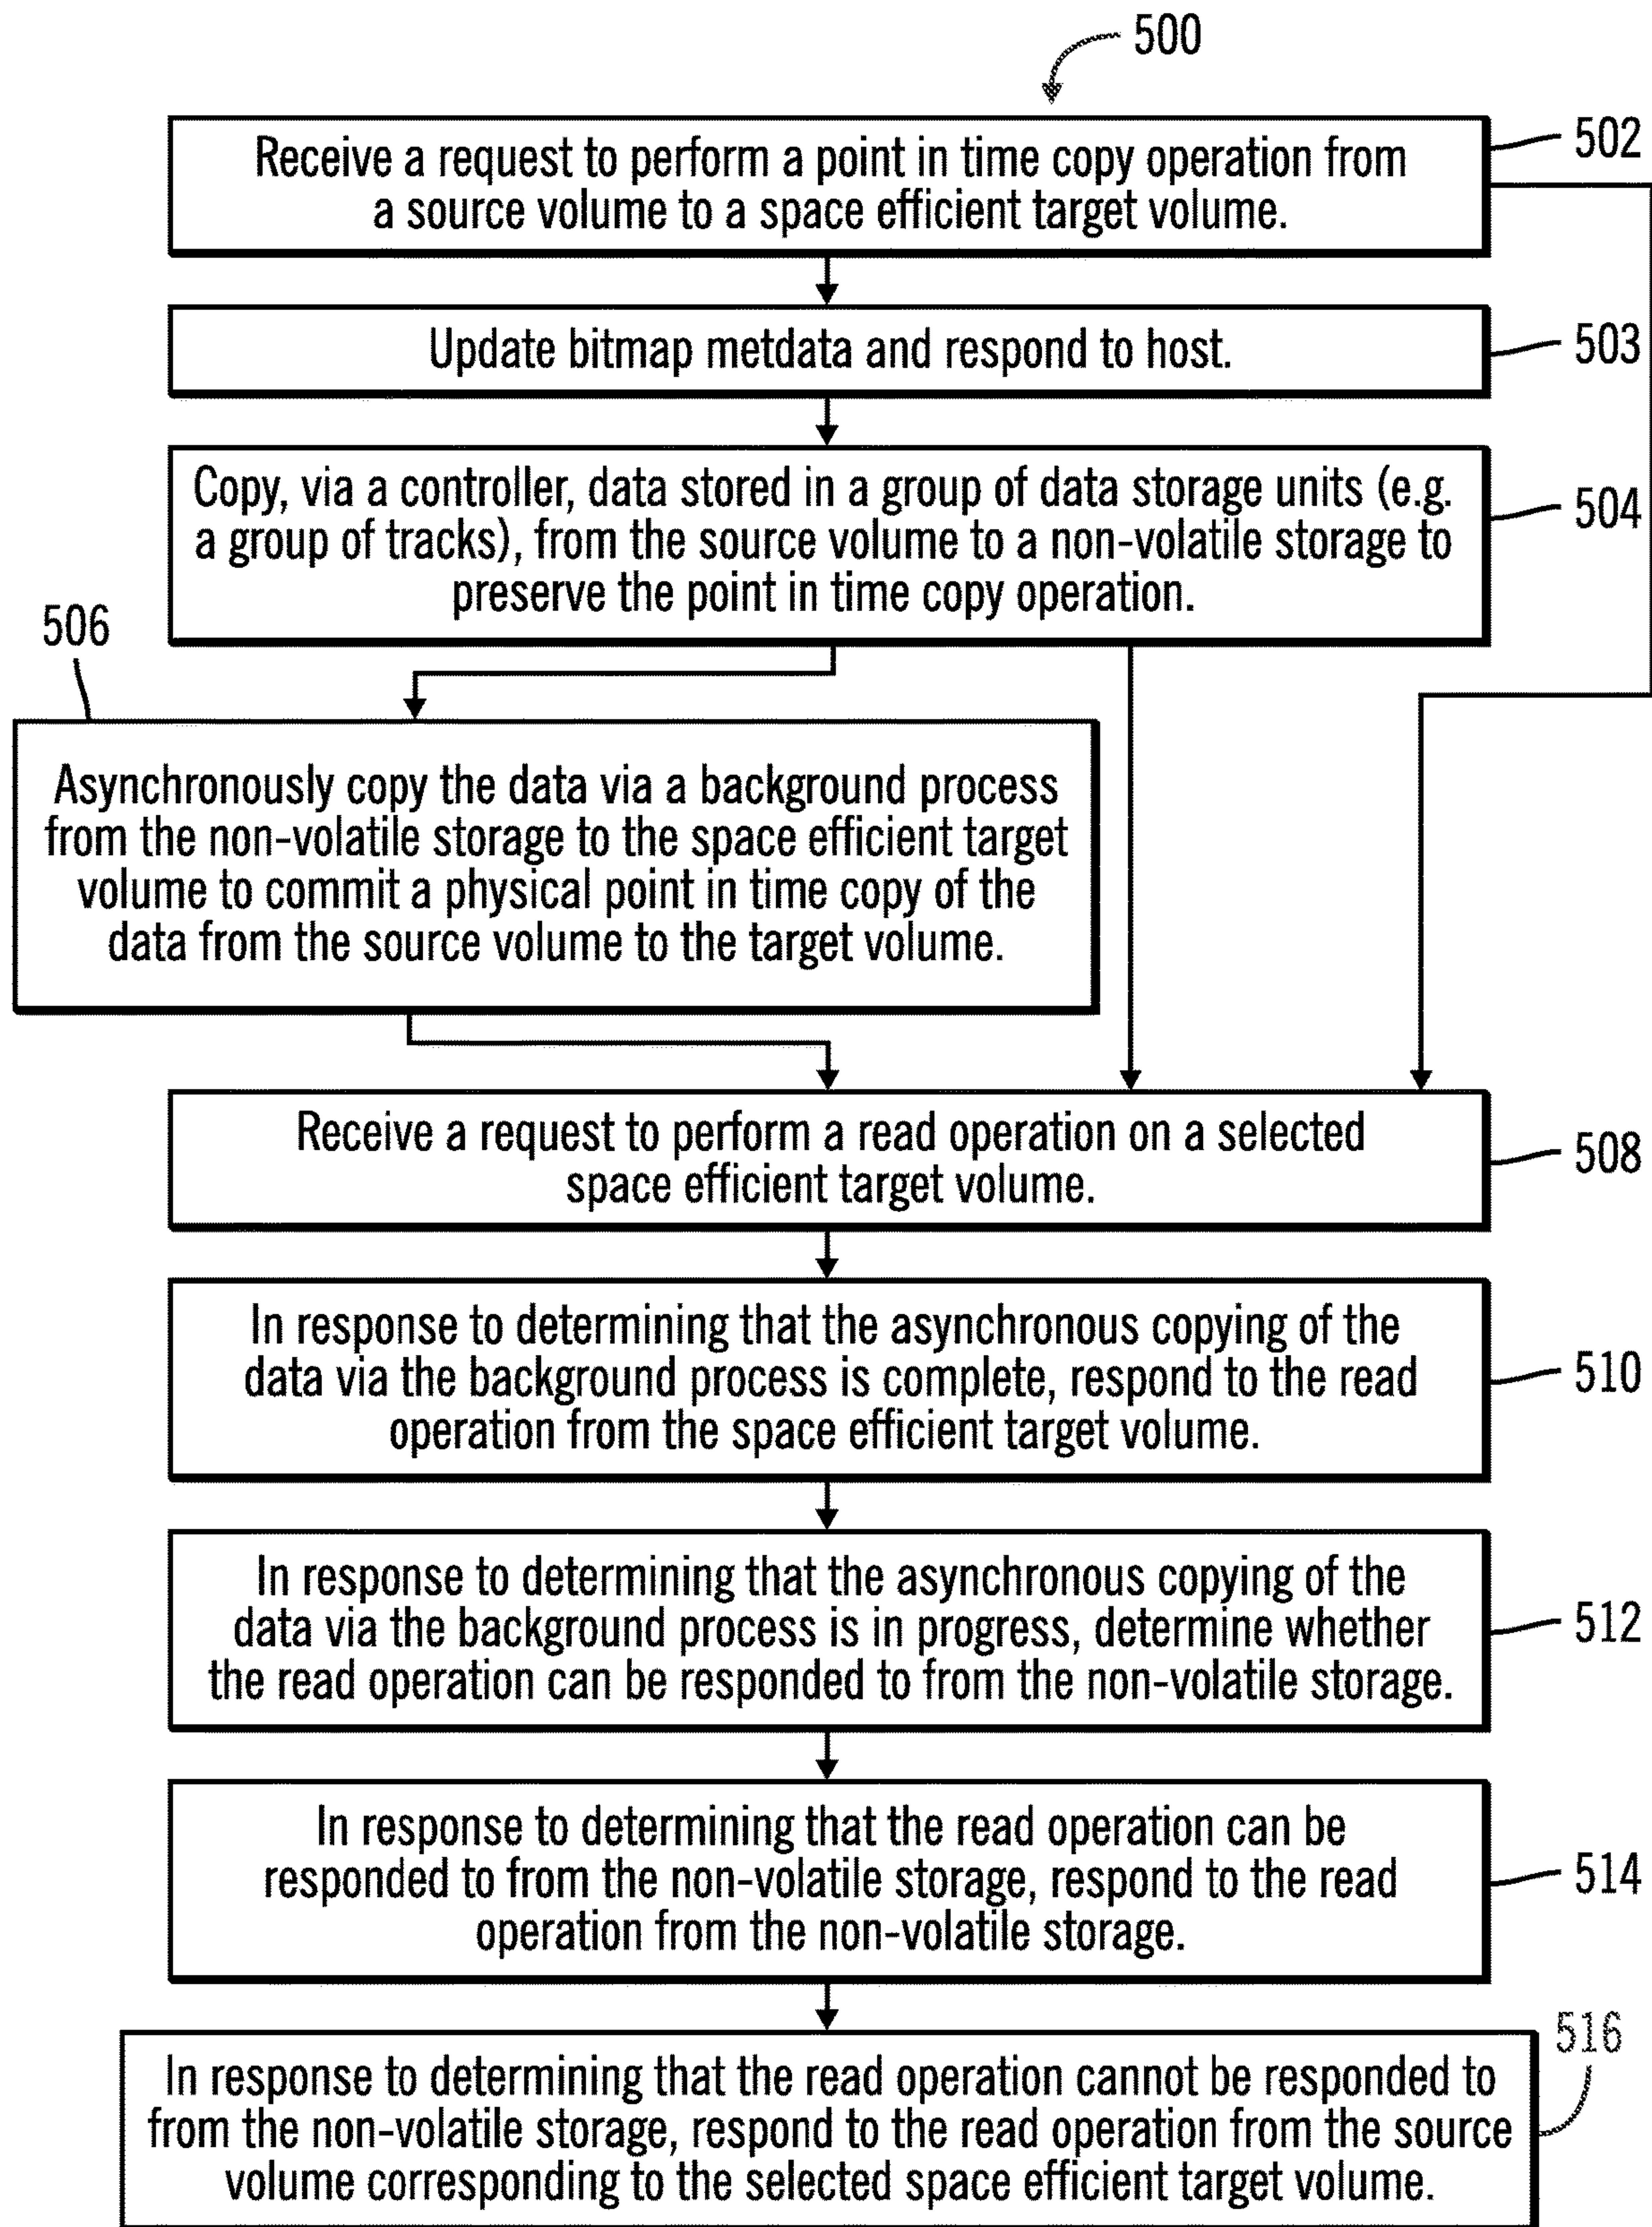 500
Receive a request to perform a point in time copy operation from
a source volume to a space efficient target volume.
502
Update bitmap metdata and respond to host.
503
Copy, via a controller, data stored in a group of data storage units (e.g.
a group of tracks), from the source volume to a non-volatile storage to
preserve the point in time copy operation.
504
506
Asynchronously copy the data via a background process
from the non-volatile storage to the space efficient target
volume to commit a physical point in time copy of the
data from the source volume to the target volume.
Receive a request to perform a read operation on a selected
space efficient target volume.
508
In response to determining that the asynchronous copying of the
data via the background process is complete, respond to the read
operation from the space efficient target volume.
510
In response to determining that the asynchronous copying of the
data via the background process is in progress, determine whether
the read operation can be responded to from the non-volatile storage.
512
In response to determining that the read operation can be
responded to from the non-volatile storage, respond to the read
operation from the non-volatile storage.
514
516
In response to determining that the read operation cannot be responded to
from the non-volatile storage, respond to the read operation from the source
volume corresponding to the selected space efficient target volume.